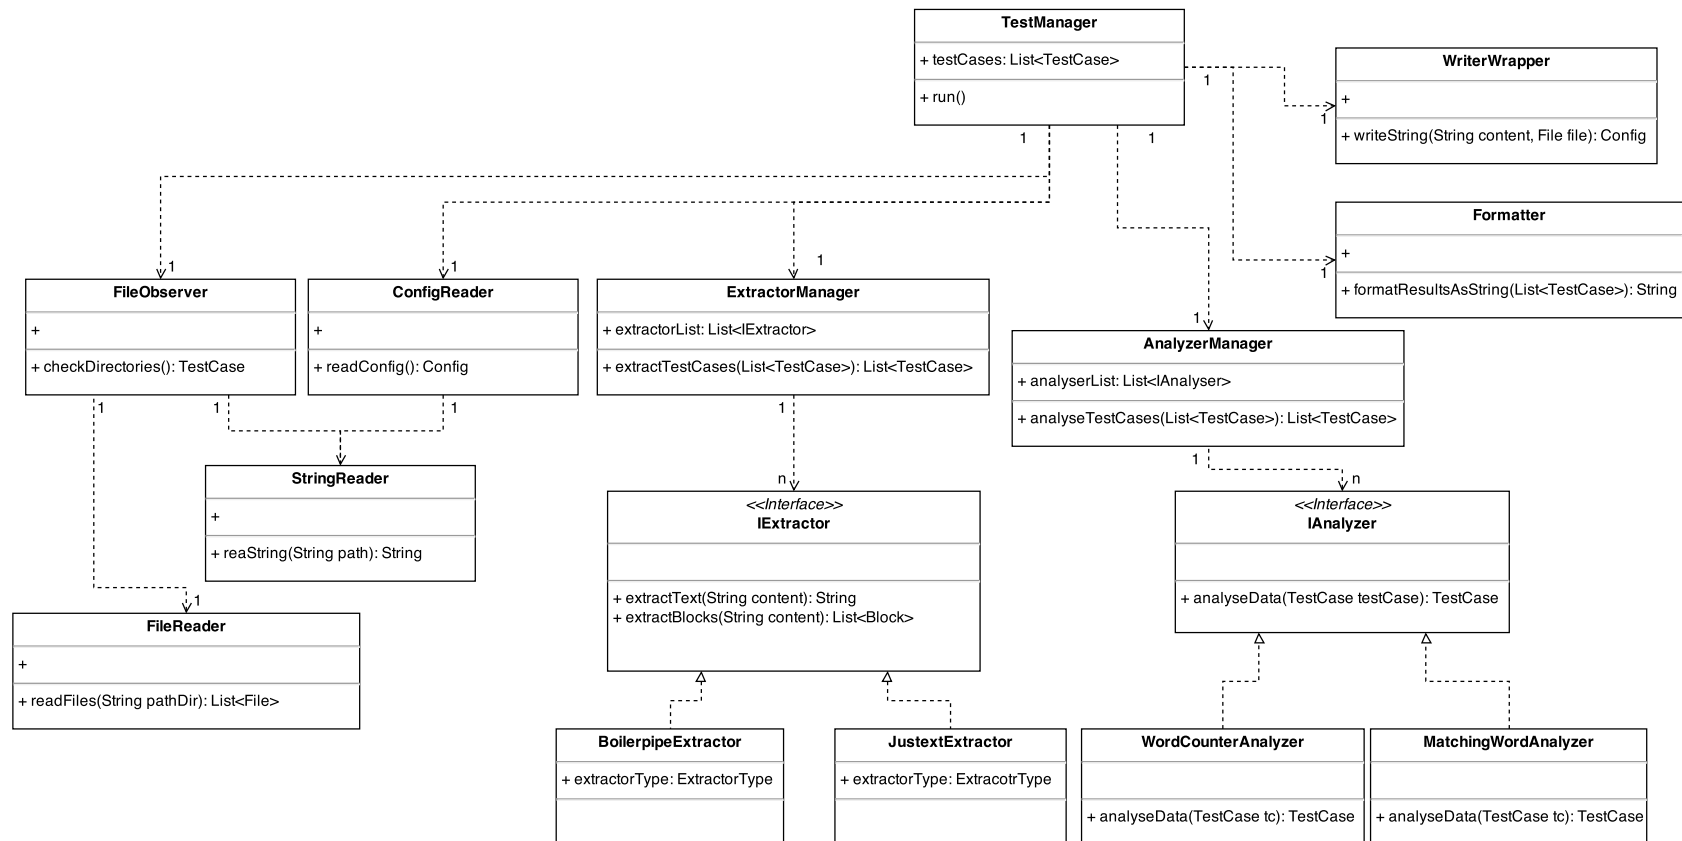 TestManager
+ testCases: List<TestCase>
+ run()
1
1
1
WriterWrapper
+
1
+ writeString(String content, File file): Config
Formatter
+
1
+ formatResultsAsString(List<TestCase>): String
1
FileObserver
+
+ checkDirectories(): TestCase
1
1
1
ConfigReader
+
+ readConfig(): Config
1
1
ExtractorManager
+ extractorList: List<IExtractor>
+ extractTestCases(List<TestCase>): List<TestCase>
1
1
AnalyzerManager
+ analyserList: List<IAnalyser>
+ analyseTestCases(List<TestCase>): List<TestCase>
1
StringReader
+
+ reaString(String path): String
n
<<Interface>>
IExtractor
+ extractText(String content): String
+ extractBlocks(String content): List<Block>
n
<<Interface>>
IAnalyzer
+ analyseData(TestCase testCase): TestCase
1
FileReader
+
+ readFiles(String pathDir): List<File>
BoilerpipeExtractor
+ extractorType: ExtractorType
JustextExtractor
+ extractorType: ExtracotrType
WordCounterAnalyzer
+ analyseData(TestCase tc): TestCase
MatchingWordAnalyzer
+ analyseData(TestCase tc): TestCase